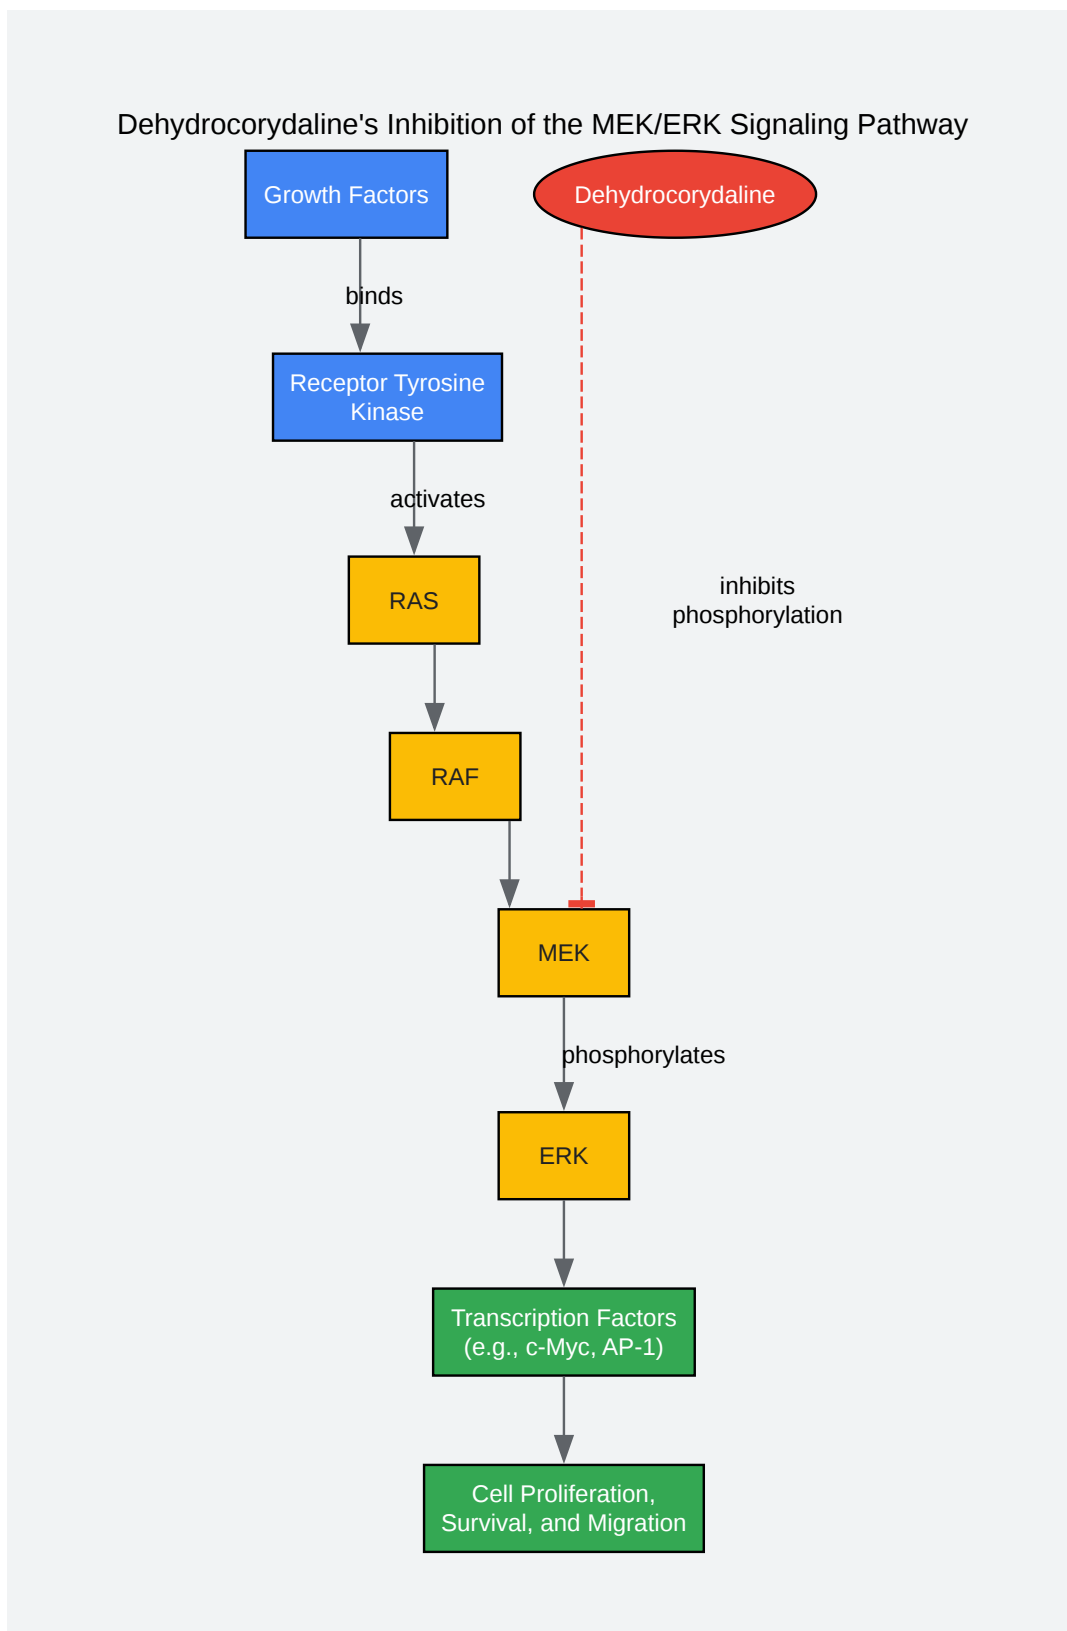 Dehydrocorydaline's Inhibition of the MEK/ERK Signaling Pathway
Growth Factors
Dehydrocorydaline
binds
Receptor Tyrosine
Kinase
activates
RAS
inhibits
phosphorylation
RAF
MEK
phosphorylates
ERK
Transcription Factors
(e.g., c-Myc, AP-1)
Cell Proliferation,
Survival, and Migration